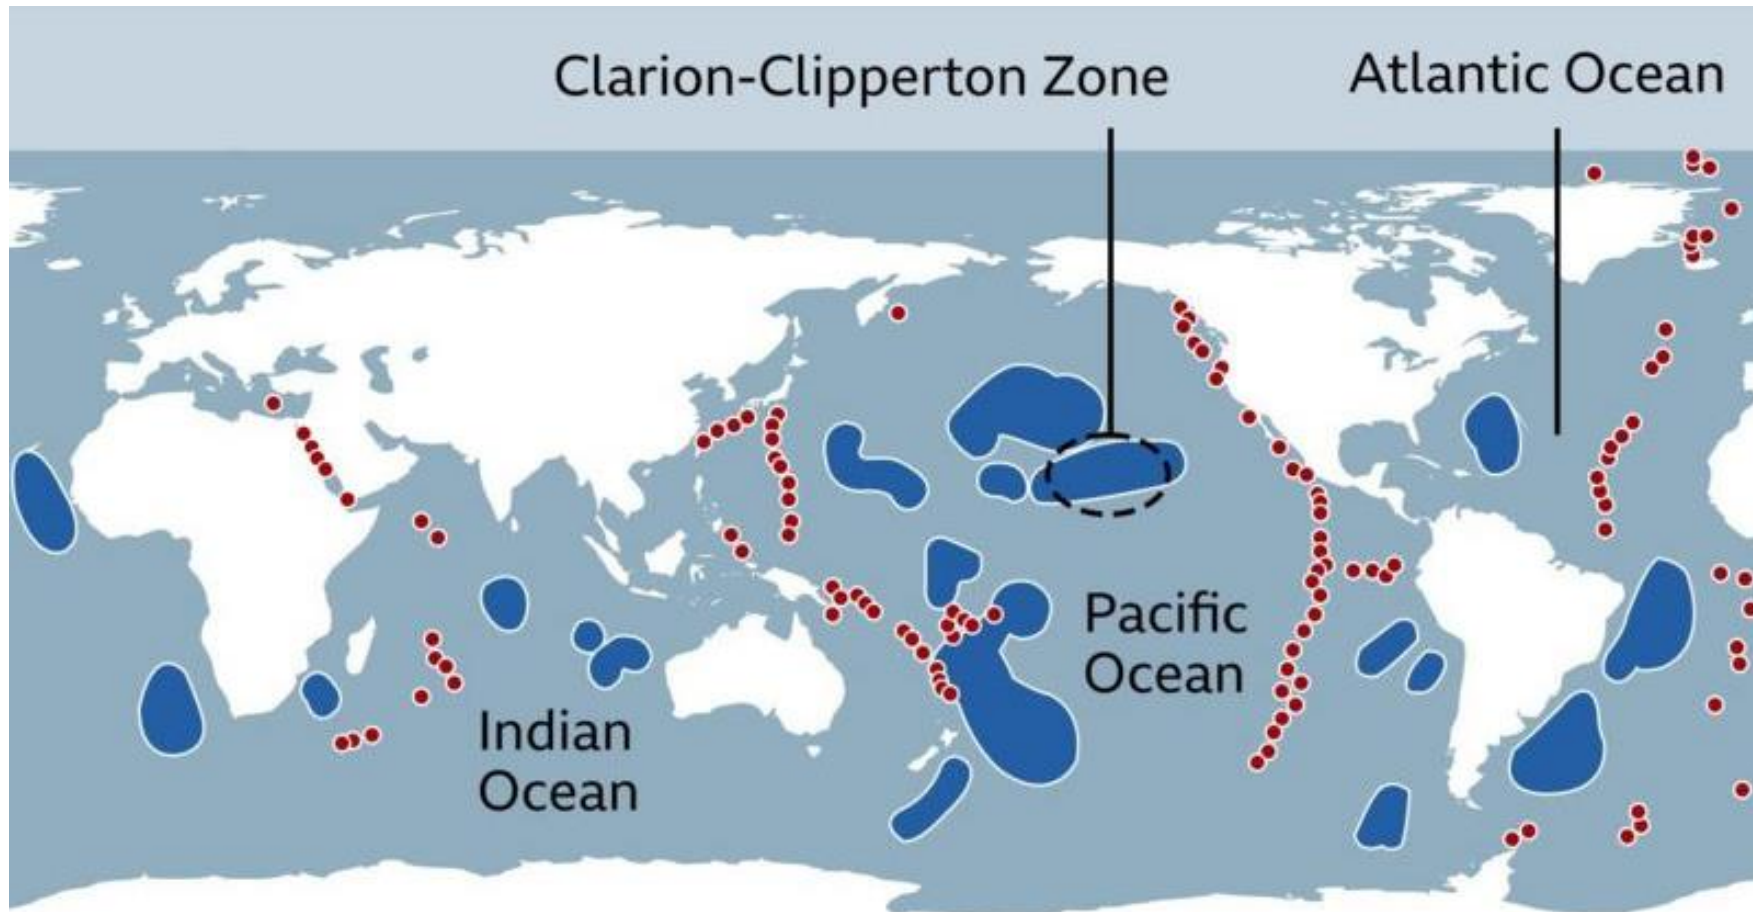 Clarion-Clipperton Zone
Atlantic Ocean
Pacific
Ocean
Indian
Ocean